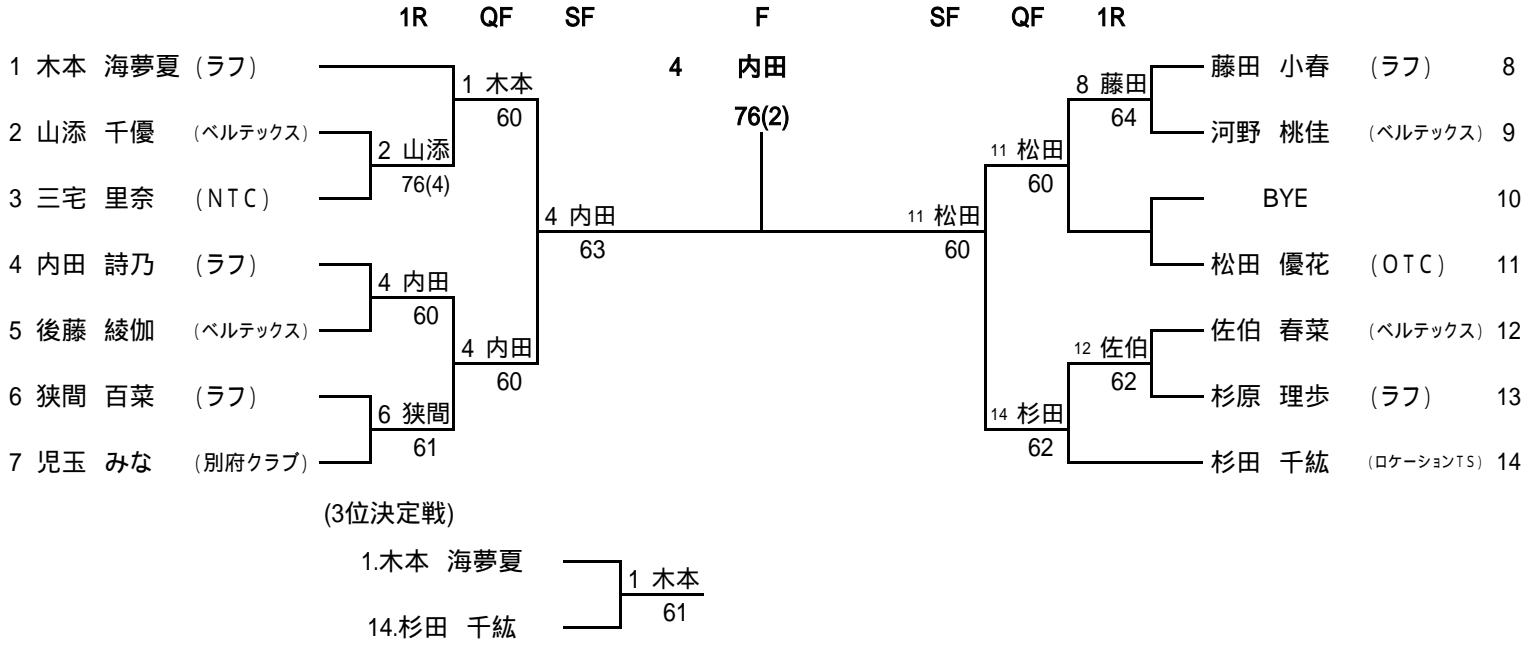 1R QF SF F SF QF 1R
1 木本 海夢夏 (ラフ) 4 内田 藤田 小春 (ラフ) 8
1 木本 8 藤田
60 76(2) 64
2 山添 千優 (ベルテックス) 河野 桃佳 (ベルテックス) 9
2 山添 11 松田
76(4) 60
3 三宅 里奈 (NTC) BYE 10
4 内田 11 松田
63 60
4 内田 詩乃 (ラフ) 松田 優花 (OTC) 11
4 内田
60
5 後藤 綾伽 (ベルテックス) 佐伯 春菜 (ベルテックス) 12
4 内田 12 佐伯
60 62
6 狭間 百菜 (ラフ) 杉原 理歩 (ラフ) 13
6 狭間 14 杉田
61 62
7 児玉 みな (別府クラブ) 杉田 千紘 (ロケーションTS) 14
(3位決定戦)
1.木本 海夢夏
1 木本
61
14.杉田 千紘